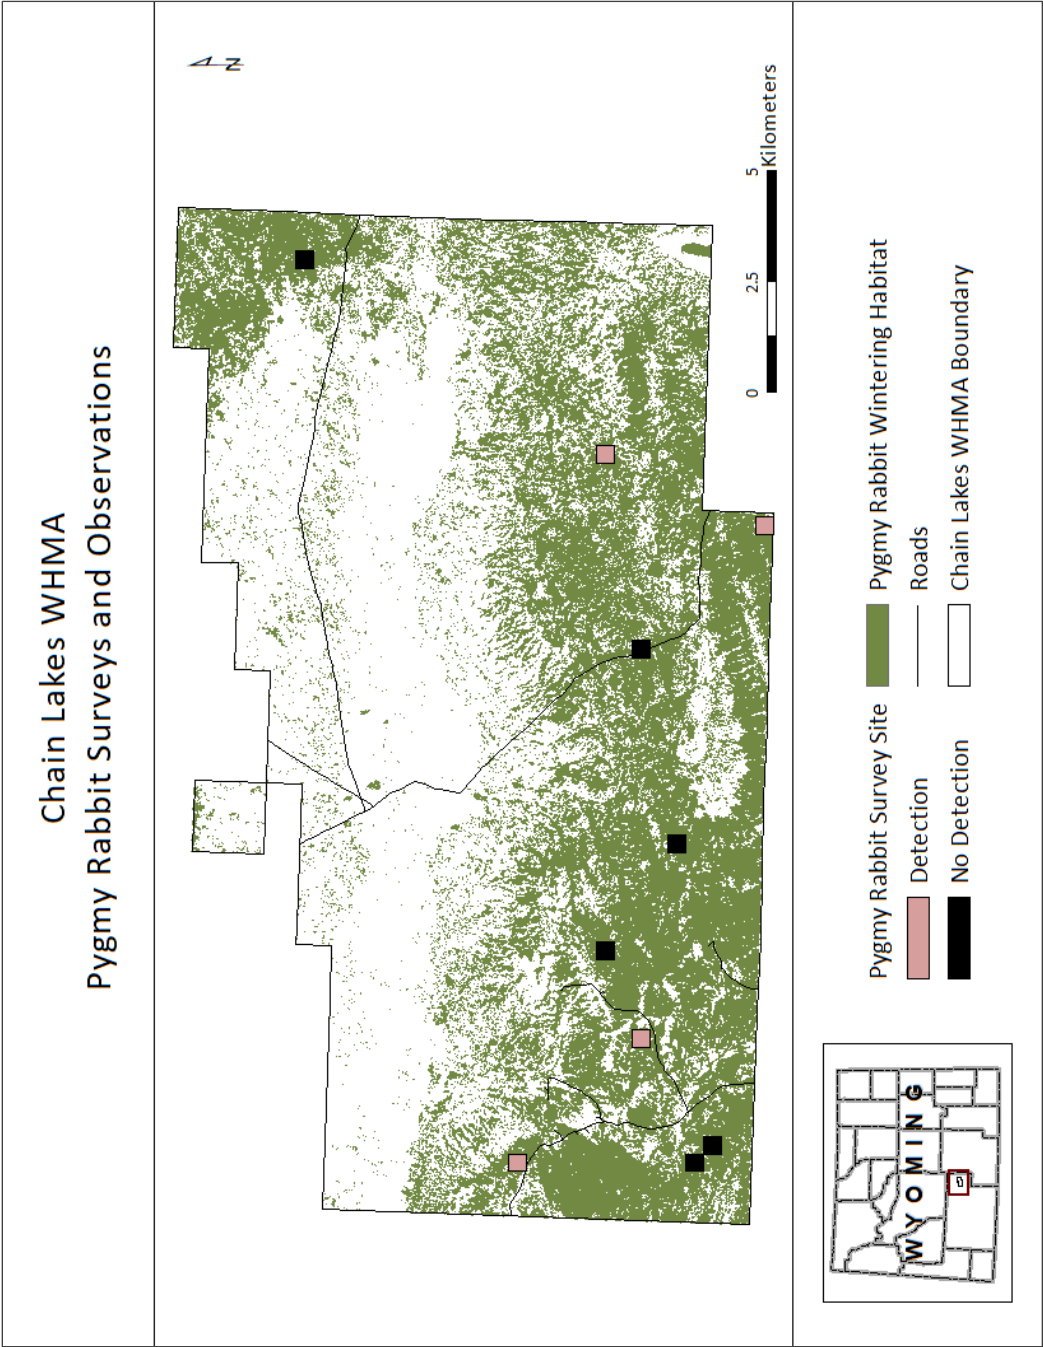 Chain Lakes WHMA
Pygmy Rabbit Surveys and Observations
N
0 2.5 5
Kilometers
WYOMING
Pygmy Rabbit Survey Site
Detection
No Detection
Pygmy Rabbit Wintering Habitat
Roads
Chain Lakes WHMA Boundary